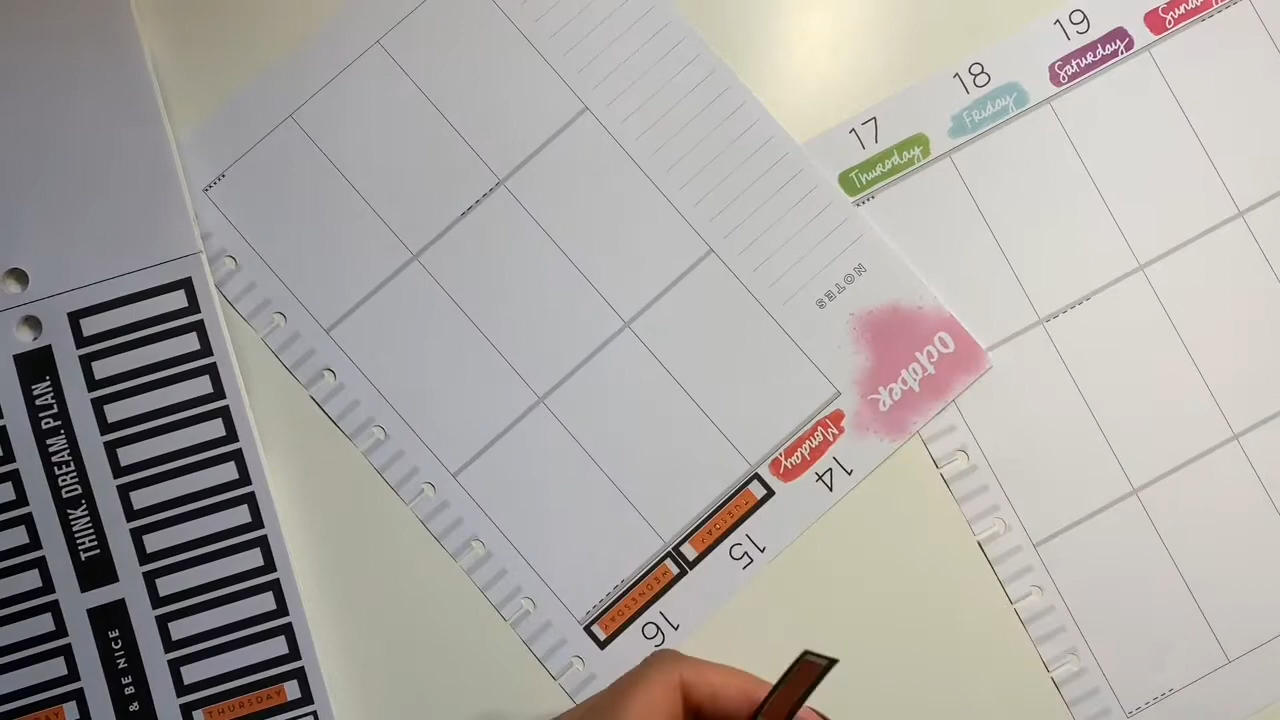 17
Thursday
18
Friday
19
Saturday
NOTES
October
Monday
14
TUESDAY
15
WEDNESDAY
16
THINK. DREAM. PLAN.
& BE NICE
THURSDAY